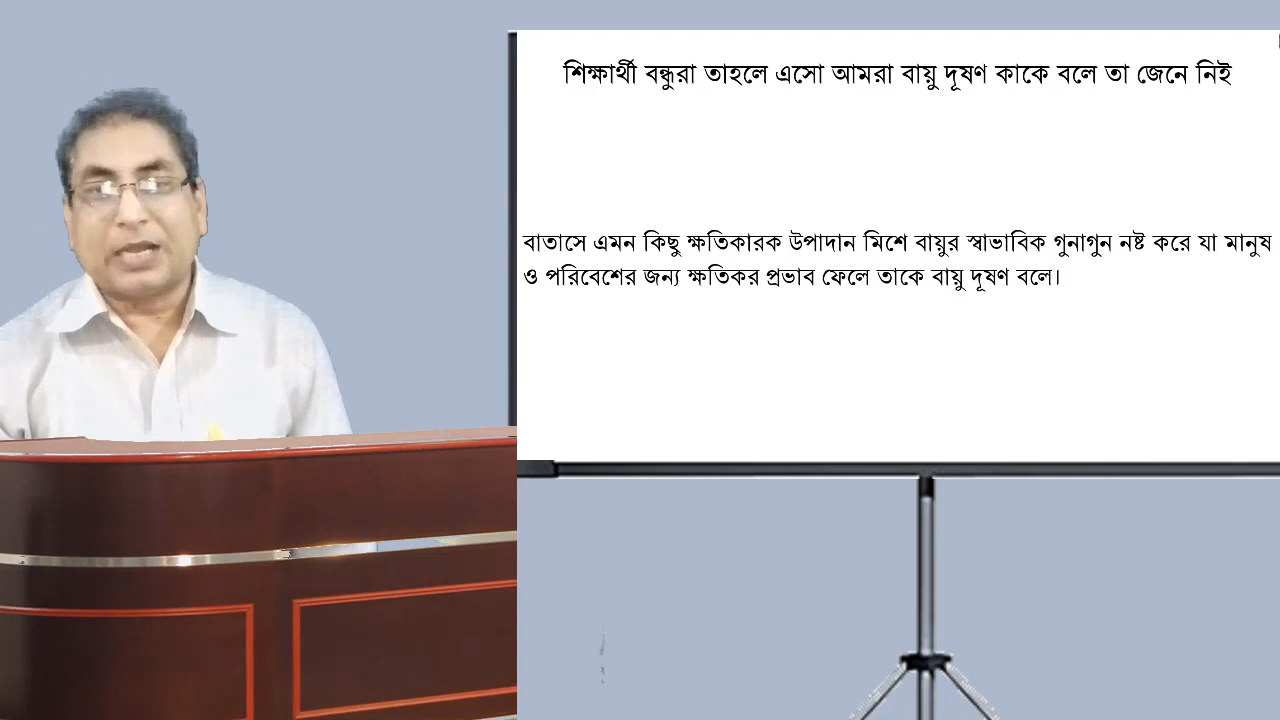 শিক্ষার্থী বন্ধুরা তাহলে এসো আমরা বায়ু দূষণ কাকে বলে তা জেনে নিই
বাতাসে এমন কিছু ক্ষতিকারক উপাদান মিশে বায়ুর স্বাভাবিক গুনাগুন নষ্ট করে যা মানুষ
ও পরিবেশের জন্য ক্ষতিকর প্রভাব ফেলে তাকে বায়ু দূষণ বলে।